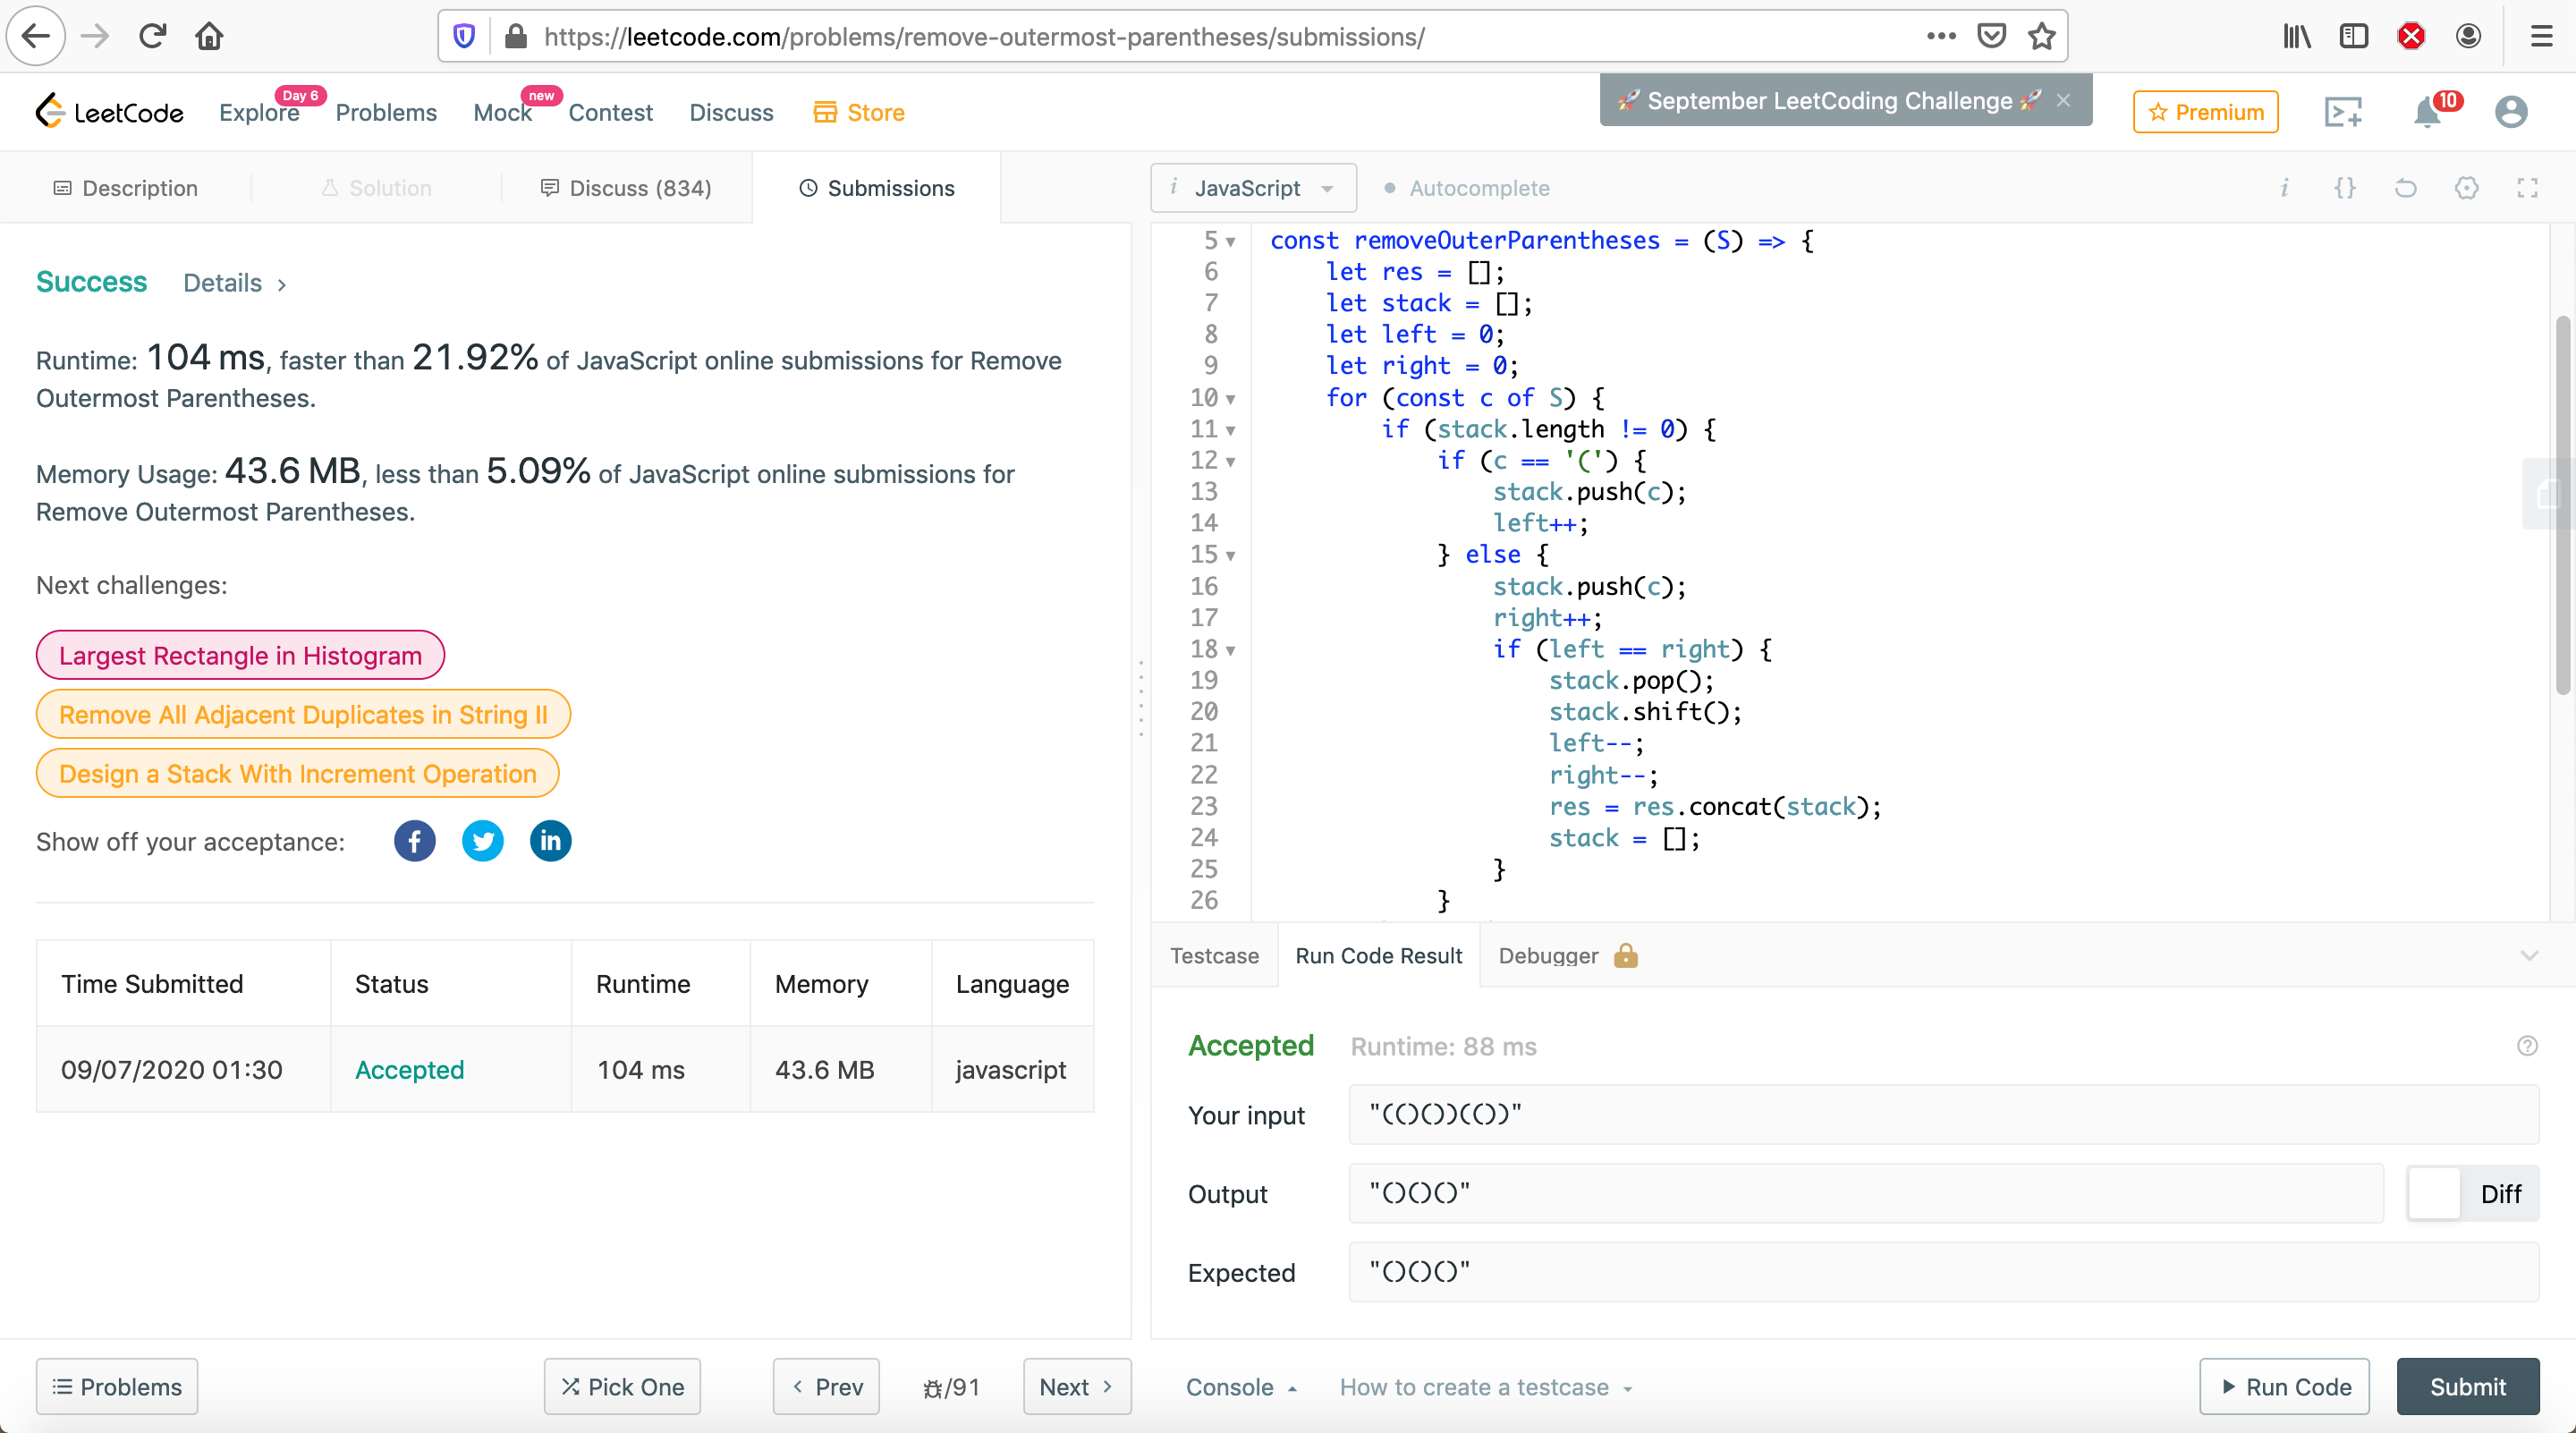 https://leetcode.com/problems/remove-outermost-parentheses/submissions/
LeetCode
Explore
Day 6
Problems
Mock
new
Contest
Discuss
Store
🚀 September LeetCoding Challenge 🚀 ×
Premium
10
Description
Solution
Discuss (834)
Submissions
i JavaScript
Autocomplete
i {}
Success Details >
Runtime: 104 ms, faster than 21.92% of JavaScript online submissions for Remove
Outermost Parentheses.
Memory Usage: 43.6 MB, less than 5.09% of JavaScript online submissions for
Remove Outermost Parentheses.
Next challenges:
Largest Rectangle in Histogram
Remove All Adjacent Duplicates in String II
Design a Stack With Increment Operation
Show off your acceptance:
f
in
Time Submitted Status Runtime Memory Language
09/07/2020 01:30 Accepted 104 ms 43.6 MB javascript
5 const removeOuterParentheses = (S) => {
6 let res = [];
7 let stack = [];
8 let left = 0;
9 let right = 0;
10 for (const c of S) {
11 if (stack.length != 0) {
12 if (c == '(') {
13 stack.push(c);
14 left++;
15 } else {
16 stack.push(c);
17 right++;
18 if (left == right) {
19 stack.pop();
20 stack.shift();
21 left--;
22 right--;
23 res = res.concat(stack);
24 stack = [];
25 }
26 }
Testcase Run Code Result Debugger
Accepted Runtime: 88 ms
Your input "(()())(())"
Output "()()()"
Diff
Expected "()()()"
Problems
Pick One
< Prev
/91
Next >
Console
How to create a testcase
Run Code
Submit